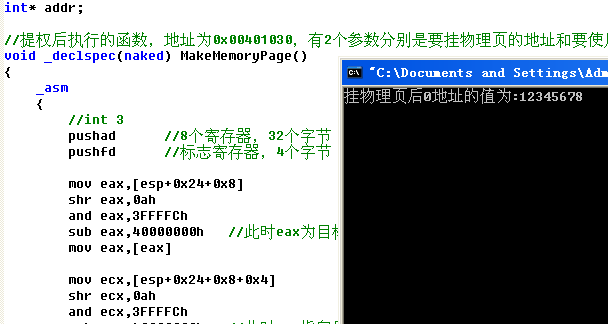 int* addr;
//提权后执行的函数，地址为0x00401030，有2个参数分别是要挂物理页的地址和要使
void _declspec(naked) MakeMemoryPage()
{
_asm
{
//int 3
pushad //8个寄存器，32个字节
pushfd //标志寄存器，4个字节
mov eax,[esp+0x24+0x8]
shr eax,0ah
and eax,3FFFFCh
sub eax,40000000h //此时eax为目
mov eax,[eax]
mov ecx,[esp+0x24+0x8+0x4]
shr ecx,0ah
and ecx,3FFFFCh
"C:\Documents and Settings\Adm
挂物理页后0地址的值为:12345678